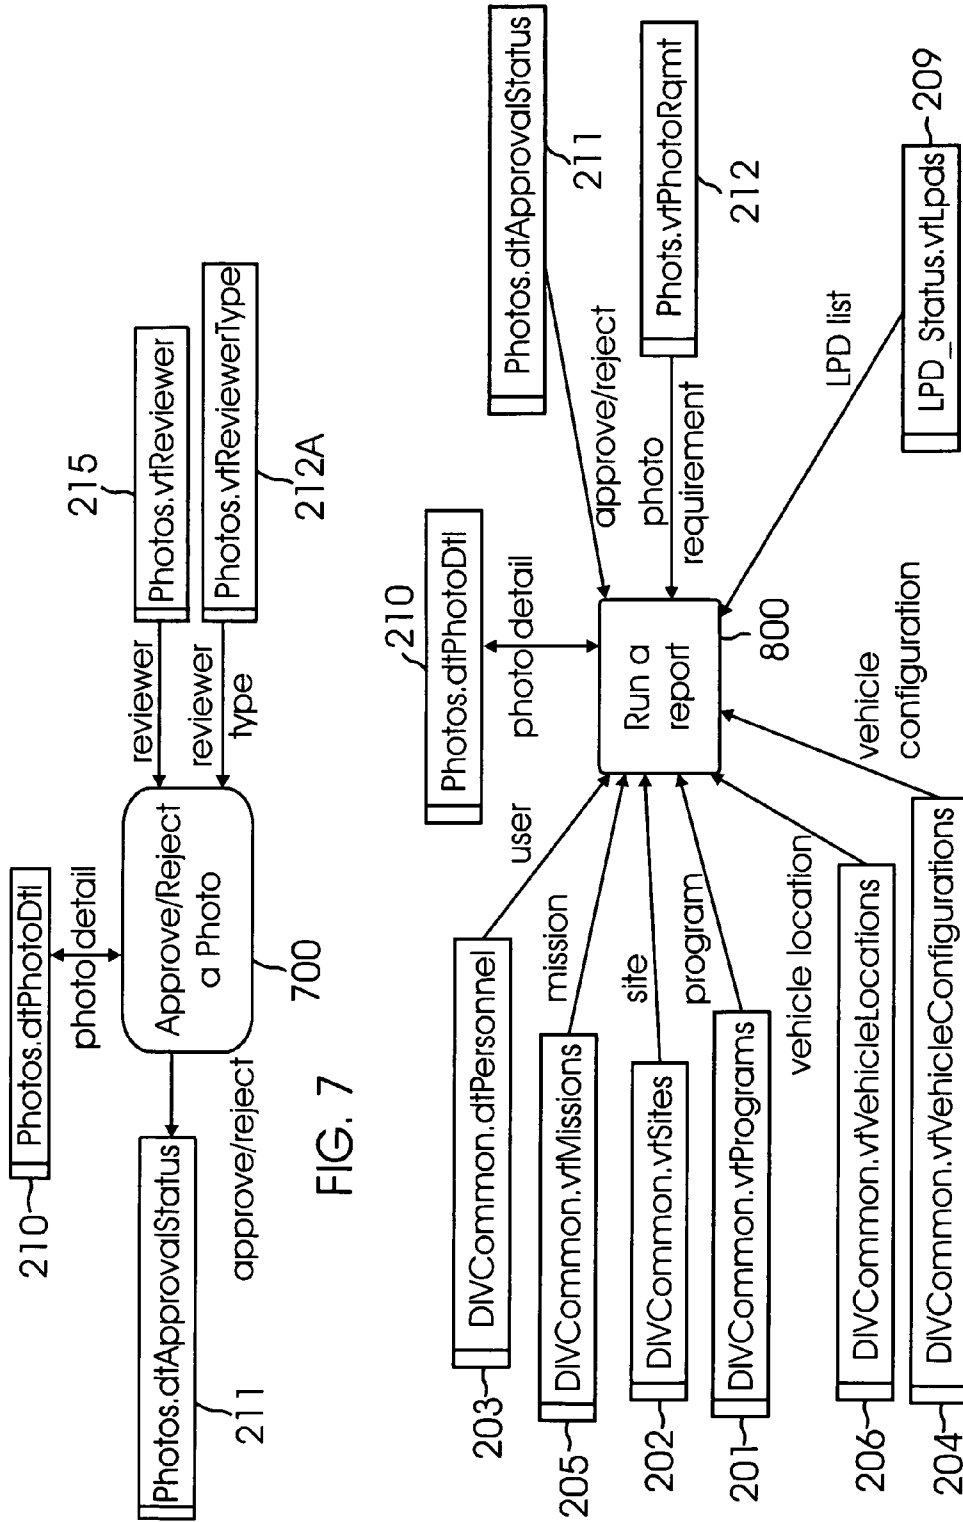 210
Photos.dtPhotoDtl
photo detail
215
Photos.vtReviewer
reviewer
Photos.vtReviewerType
212A
reviewer
type
Approve/Reject
a Photo
700
approve/reject
Photos.dtApprovalStatus
211
FIG. 7
210
Photos.dtPhotoDtl
photo detail
Photos.dtApprovalStatus
211
approve/reject
Phots.vtPhotoRqmt
212
photo
requirement
LPD_Status.vtLpds
209
LPD list
Run a
report
800
203
DIVCommon.dtPersonnel
user
205
DIVCommon.vtMissions
mission
202
DIVCommon.vtSites
site
201
DIVCommon.vtPrograms
program
206
DIVCommon.vtVehicleLocations
vehicle location
204
DIVCommon.vtVehicleConfigurations
vehicle
configuration